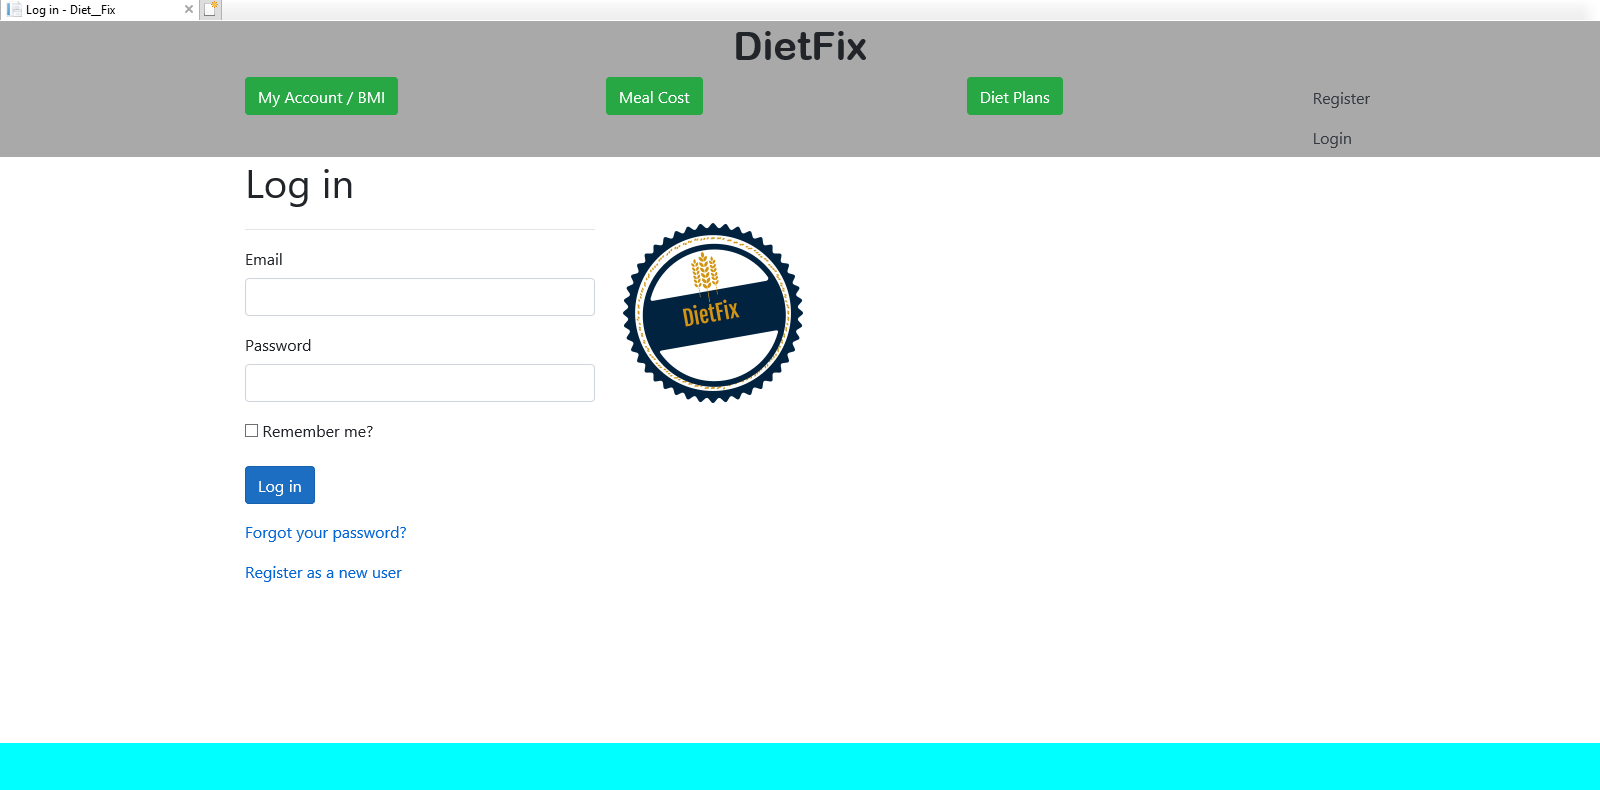 Log in - Diet__Fix
DietFix
My Account / BMI
Meal Cost
Diet Plans
Register
Login
Log in
Email
DietFix
Password
Remember me?
Log in
Forgot your password?
Register as a new user